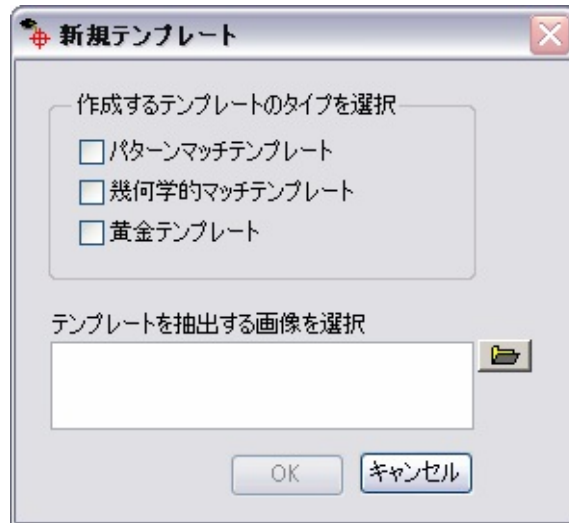 新規テンプレート
作成するテンプレートのタイプを選択
パターンマッチテンプレート
幾何学的マッチテンプレート
黄金テンプレート
テンプレートを抽出する画像を選択
OK
キャンセル